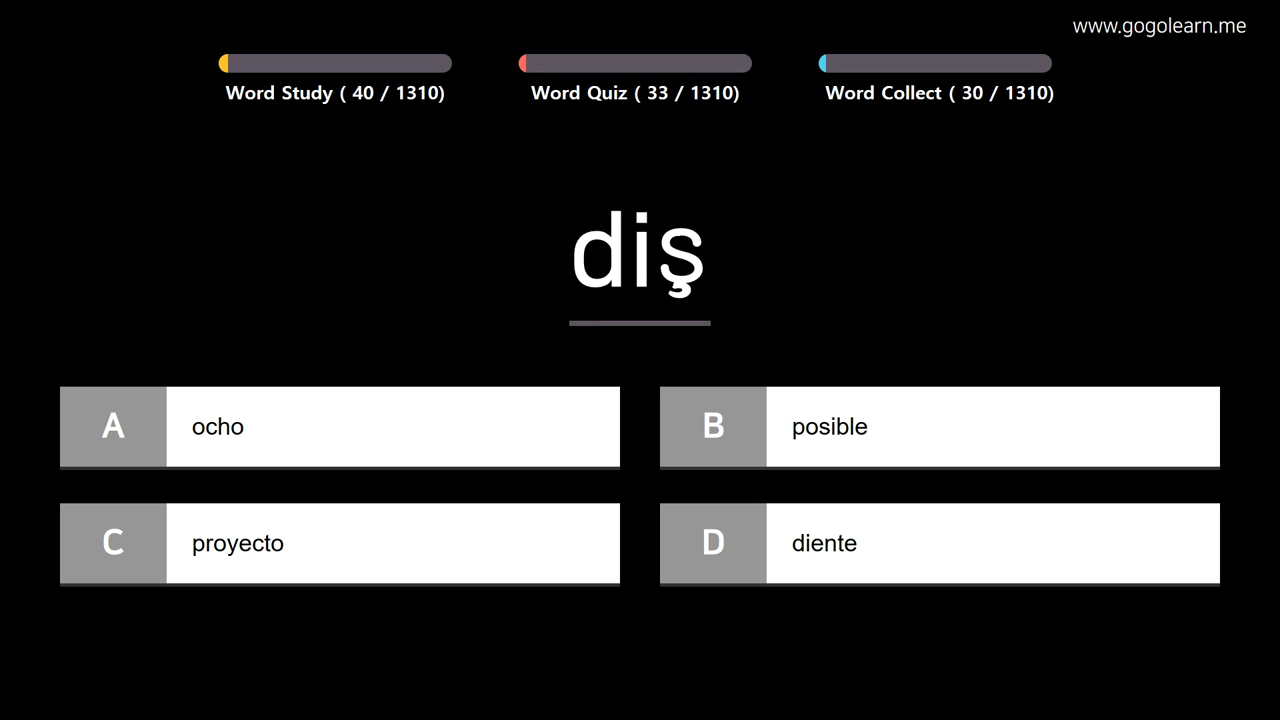 www.gogolearn.me
Word Study ( 40 / 1310)
Word Quiz ( 33 / 1310)
Word Collect ( 30 / 1310)
diş
A ocho
B posible
C proyecto
D diente